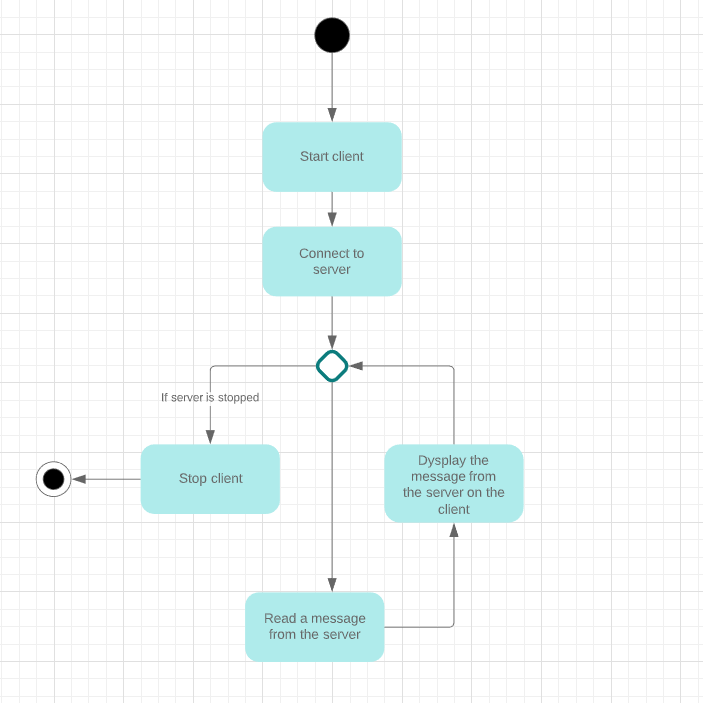 Start client
Connect to
server
If server is stopped
Stop client
Dysplay the
message from
the server on the
client
Read a message
from the server